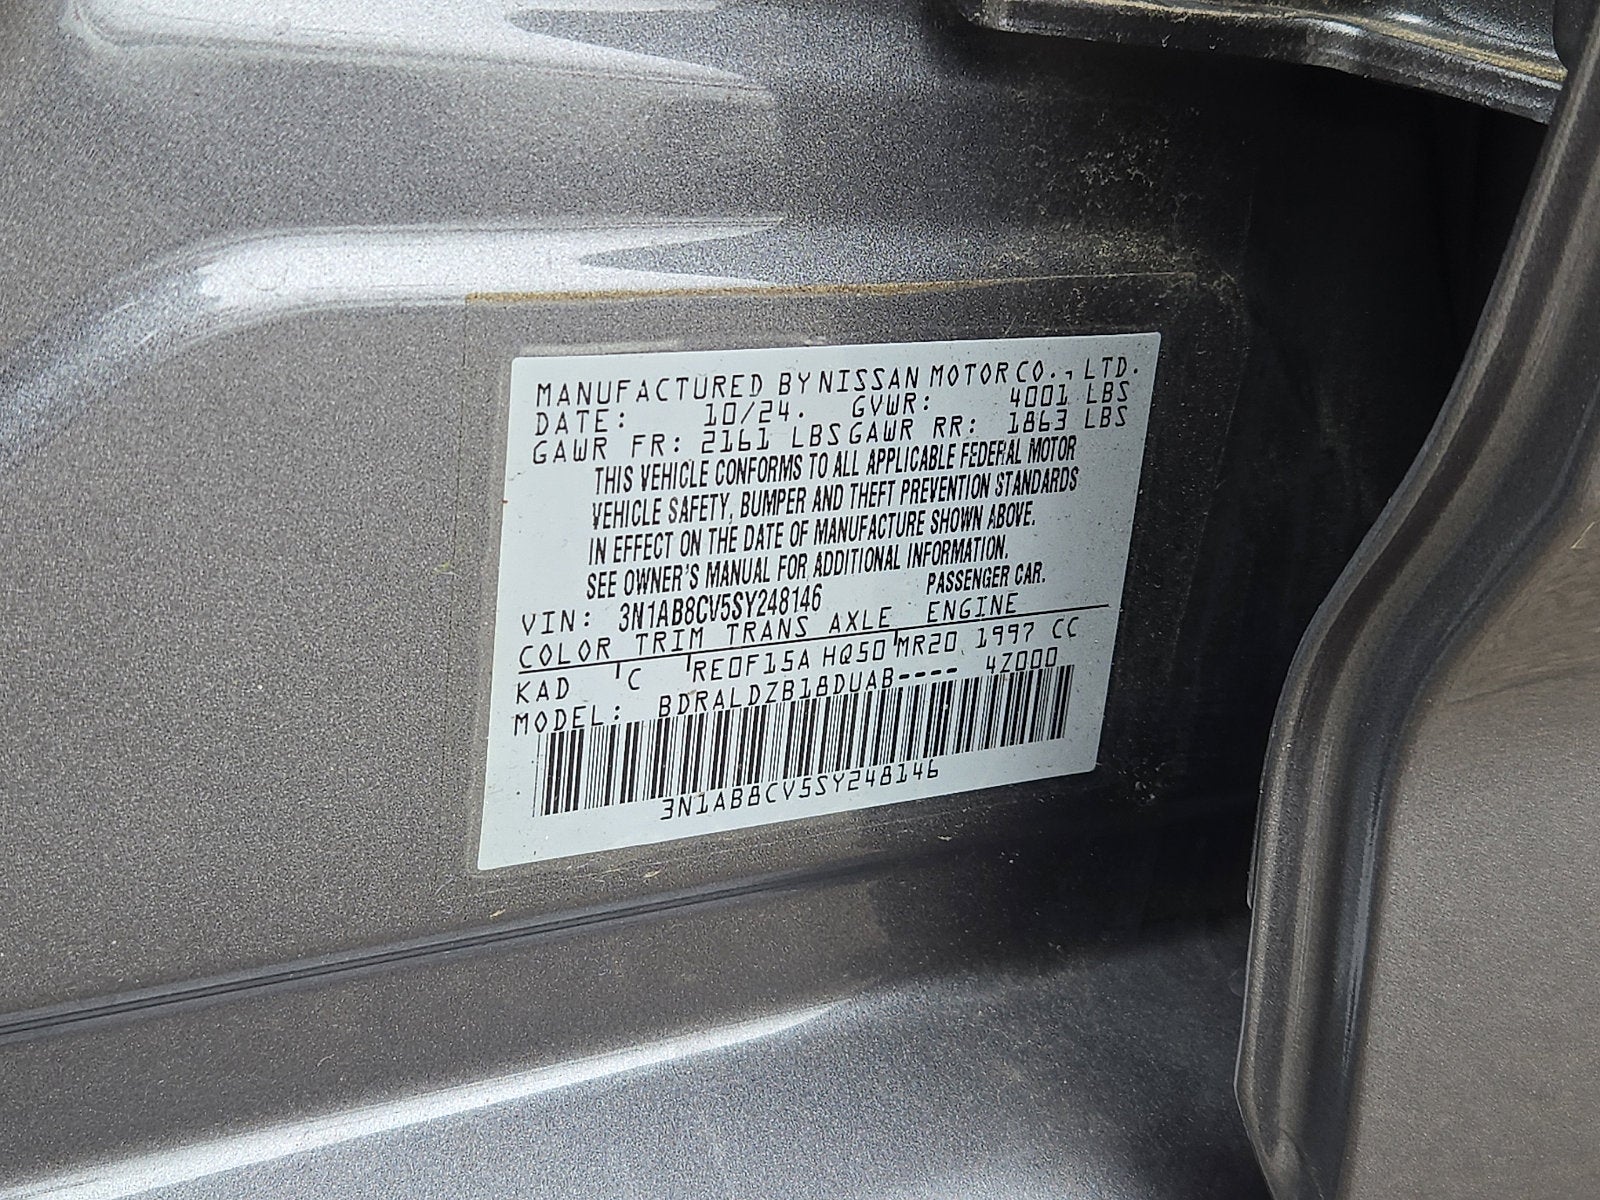 MANUFACTURED BY NISSAN MOTOR CO., LTD.
DATE: 10/24. GVWR: 4001 LBS
GAWR FR: 2161 LBS GAWR RR: 1863 LBS
THIS VEHICLE CONFORMS TO ALL APPLICABLE FEDERAL MOTOR
VEHICLE SAFETY, BUMPER AND THEFT PREVENTION STANDARDS
IN EFFECT ON THE DATE OF MANUFACTURE SHOWN ABOVE.
SEE OWNER'S MANUAL FOR ADDITIONAL INFORMATION.
VIN: 3N1AB8CV5SY248146 PASSENGER CAR.
COLOR TRIM TRANS AXLE ENGINE
KAD C RE0F15A HQ50 MR20 1997 CC
MODEL: BDRALDZB18DUAB---- 4Z000
3N1AB8CV5SY248146